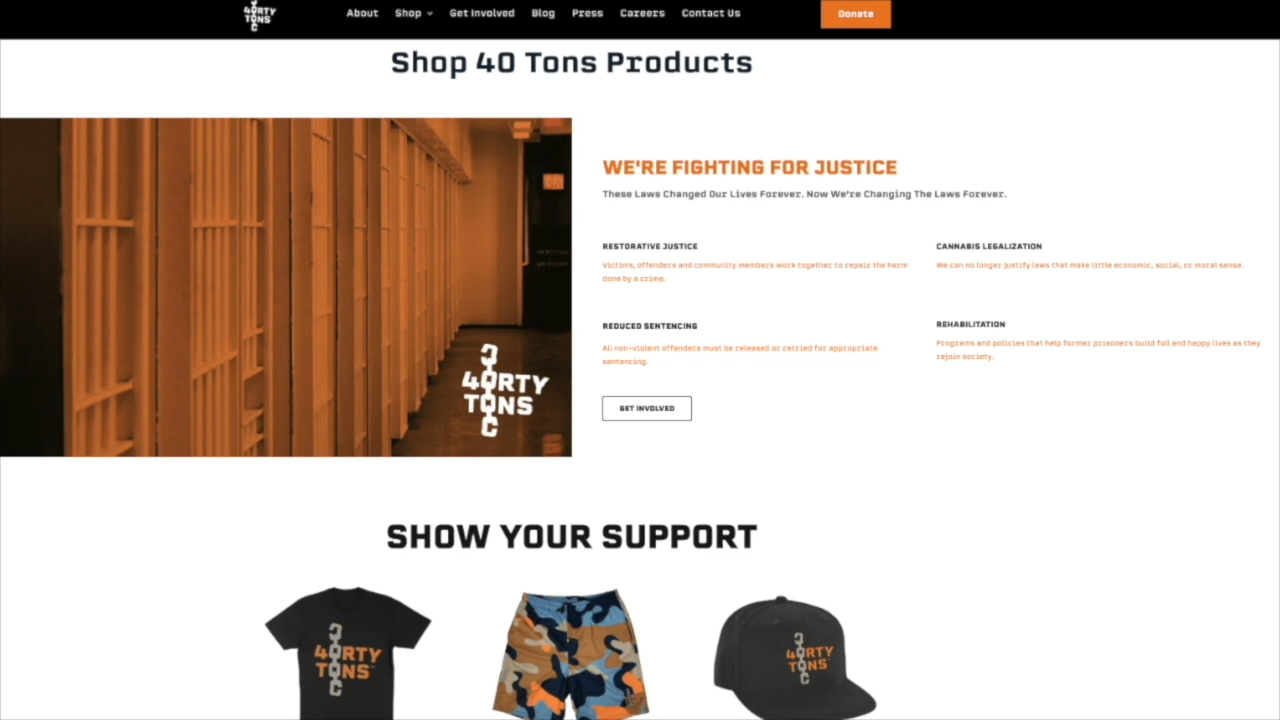 4ORTY
TONS
About Shop Get Involved Blog Press Careers Contact Us Donate
Shop 40 Tons Products
WE'RE FIGHTING FOR JUSTICE
These Laws Changed Our Lives Forever. Now We're Changing The Laws Forever.
RESTORATIVE JUSTICE
Victims, offenders and community members work together to repair the harm
done by a crime.
CANNABIS LEGALIZATION
We can no longer justify laws that make little economic, social, or moral sense.
REDUCED SENTENCING
All non-violent offenders must be released or retried for appropriate
sentencing.
REHABILITATION
Programs and policies that help former prisoners build full and happy lives as they
rejoin society.
GET INVOLVED
4ORTY
TONS
SHOW YOUR SUPPORT
4ORTY
TONS
4ORTY
TONS